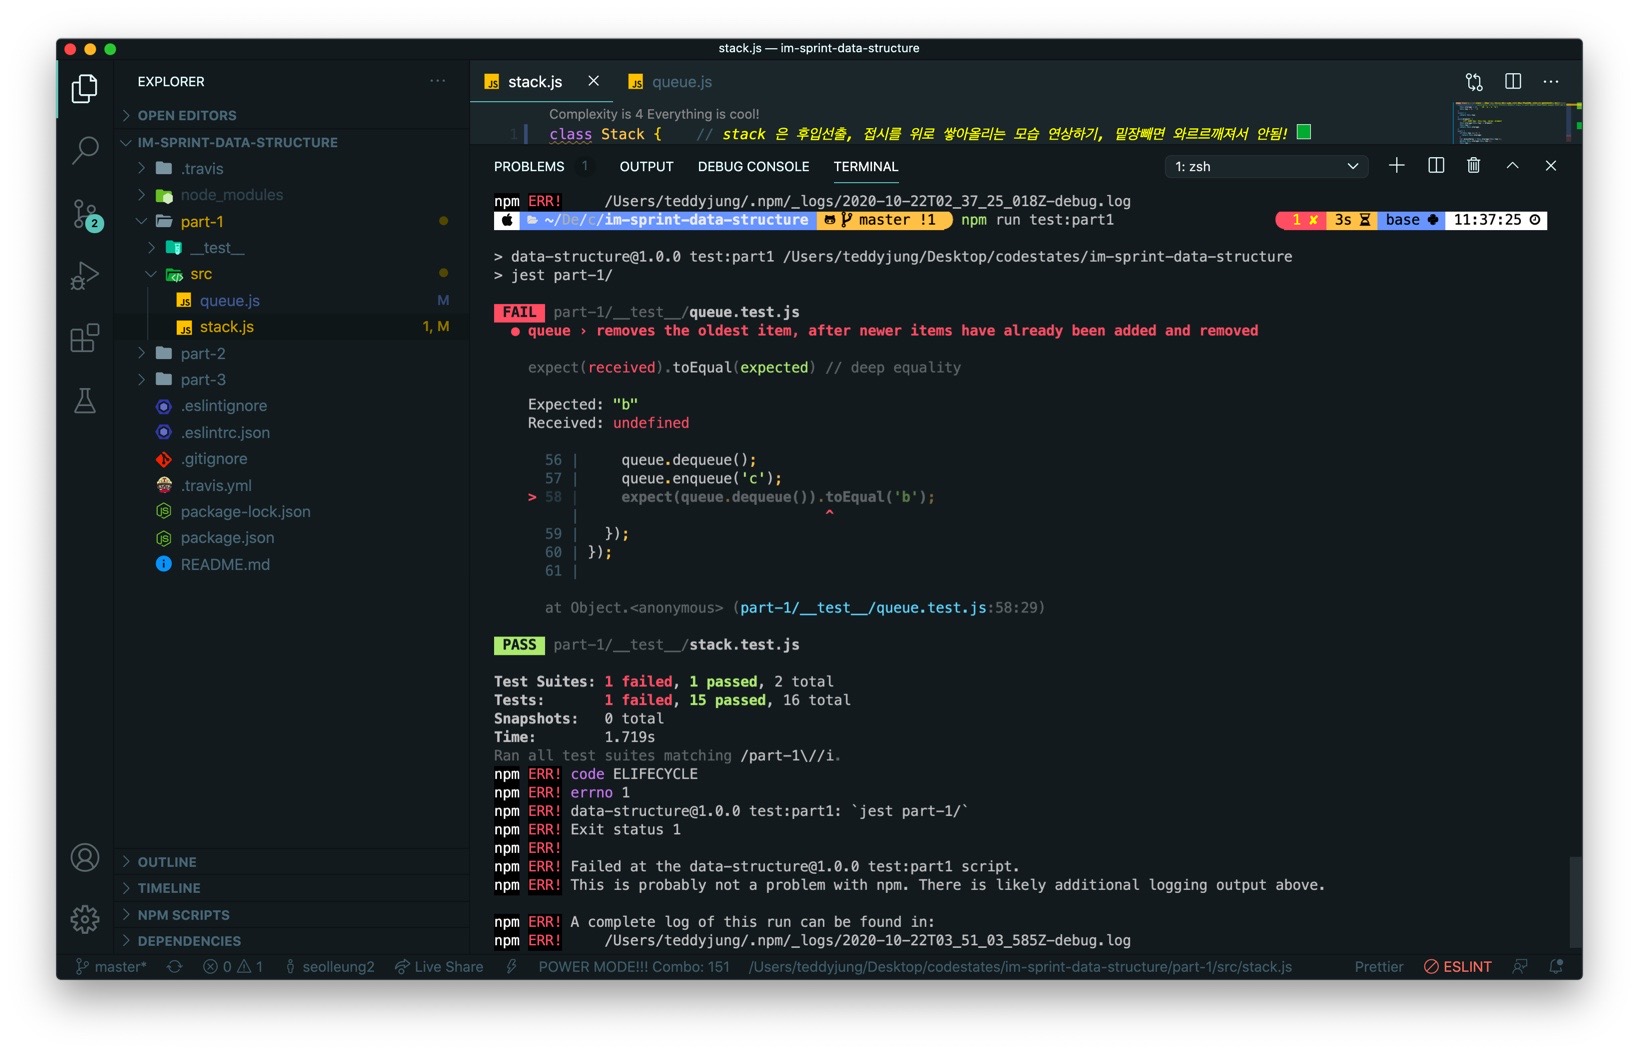 stack.js — im-sprint-data-structure
EXPLORER
OPEN EDITORS
IM-SPRINT-DATA-STRUCTURE
.travis
node_modules
part-1
__test__
src
queue.js M
stack.js 1, M
part-2
part-3
.eslintignore
.eslintrc.json
.gitignore
.travis.yml
package-lock.json
package.json
README.md
OUTLINE
TIMELINE
NPM SCRIPTS
DEPENDENCIES
2
stack.js
queue.js
Complexity is 4 Everything is cool!
1 class Stack { // stack 은 후입선출, 접시를 위로 쌓아올리는 모습 연상하기, 밑장빼면 와르르깨져서 안됨!
PROBLEMS 1 OUTPUT DEBUG CONSOLE TERMINAL 1: zsh
npm ERR! /Users/teddyjung/.npm/_logs/2020-10-22T02_37_25_018Z-debug.log
~/De/c/im-sprint-data-structure master !1 npm run test:part1 1 ✘ 3s base 11:37:25
> data-structure@1.0.0 test:part1 /Users/teddyjung/Desktop/codestates/im-sprint-data-structure
> jest part-1/
FAIL part-1/__test__/queue.test.js
● queue › removes the oldest item, after newer items have already been added and removed
expect(received).toEqual(expected) // deep equality
Expected: "b"
Received: undefined
56 | queue.dequeue();
57 | queue.enqueue('c');
> 58 | expect(queue.dequeue()).toEqual('b');
| ^
59 | });
60 | });
61 |
at Object.<anonymous> (part-1/__test__/queue.test.js:58:29)
PASS part-1/__test__/stack.test.js
Test Suites: 1 failed, 1 passed, 2 total
Tests: 1 failed, 15 passed, 16 total
Snapshots: 0 total
Time: 1.719s
Ran all test suites matching /part-1\//i.
npm ERR! code ELIFECYCLE
npm ERR! errno 1
npm ERR! data-structure@1.0.0 test:part1: `jest part-1/`
npm ERR! Exit status 1
npm ERR!
npm ERR! Failed at the data-structure@1.0.0 test:part1 script.
npm ERR! This is probably not a problem with npm. There is likely additional logging output above.
npm ERR! A complete log of this run can be found in:
npm ERR! /Users/teddyjung/.npm/_logs/2020-10-22T03_51_03_585Z-debug.log
master* 0 1 seolleung2 Live Share POWER MODE!!! Combo: 151 /Users/teddyjung/Desktop/codestates/im-sprint-data-structure/part-1/src/stack.js Prettier ESLINT